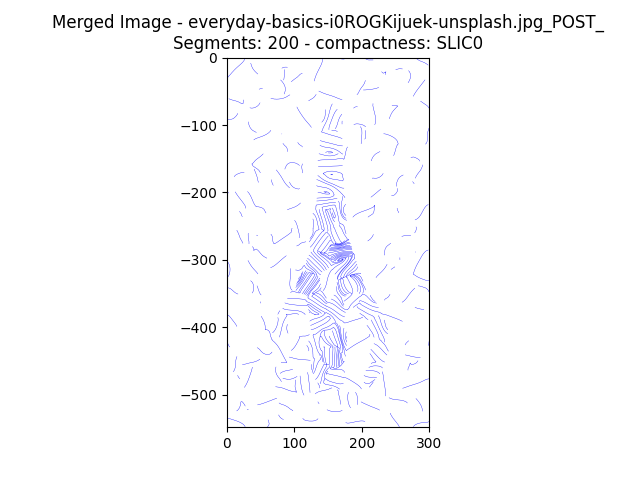 Merged Image - everyday-basics-i0ROGKijuek-unsplash.jpg_POST_
Segments: 200 - compactness: SLIC0
0
−100
−200
−300
−400
−500
0 100 200 300